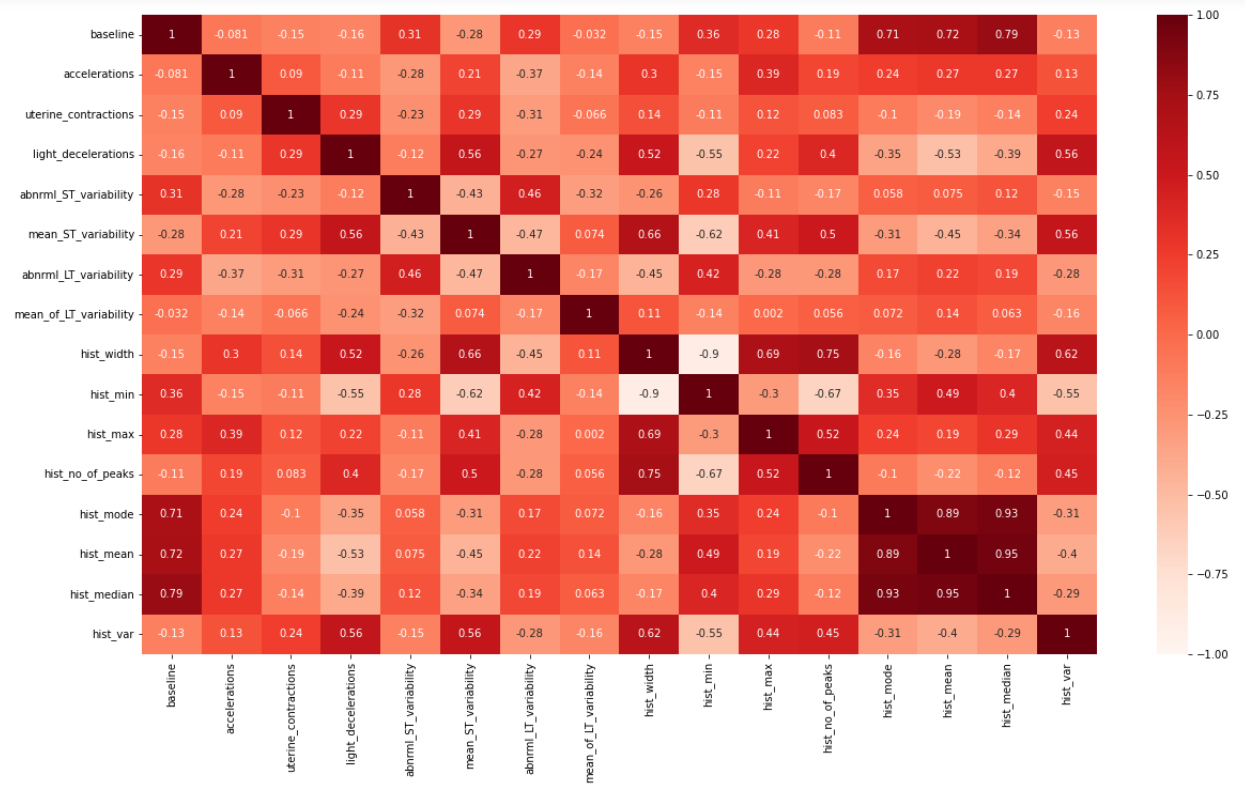 baseline 1 -0.081 -0.15 -0.16 0.31 -0.28 0.29 -0.032 -0.15 0.36 0.28 -0.11 0.71 0.72 0.79 -0.13
accelerations -0.081 1 0.09 -0.11 -0.28 0.21 -0.37 -0.14 0.3 -0.15 0.39 0.19 0.24 0.27 0.27 0.13
uterine_contractions -0.15 0.09 1 0.29 -0.23 0.29 -0.31 -0.066 0.14 -0.11 0.12 0.083 -0.1 -0.19 -0.14 0.24
light_decelerations -0.16 -0.11 0.29 1 -0.12 0.56 -0.27 -0.24 0.52 -0.55 0.22 0.4 -0.35 -0.53 -0.39 0.56
abnrml_ST_variability 0.31 -0.28 -0.23 -0.12 1 -0.43 0.46 -0.32 -0.26 0.28 -0.11 -0.17 0.058 0.075 0.12 -0.15
mean_ST_variability -0.28 0.21 0.29 0.56 -0.43 1 -0.47 0.074 0.66 -0.62 0.41 0.5 -0.31 -0.45 -0.34 0.56
abnrml_LT_variability 0.29 -0.37 -0.31 -0.27 0.46 -0.47 1 -0.17 -0.45 0.42 -0.28 -0.28 0.17 0.22 0.19 -0.28
mean_of_LT_variability -0.032 -0.14 -0.066 -0.24 -0.32 0.074 -0.17 1 0.11 -0.14 0.002 0.056 0.072 0.14 0.063 -0.16
hist_width -0.15 0.3 0.14 0.52 -0.26 0.66 -0.45 0.11 1 -0.9 0.69 0.75 -0.16 -0.28 -0.17 0.62
hist_min 0.36 -0.15 -0.11 -0.55 0.28 -0.62 0.42 -0.14 -0.9 1 -0.3 -0.67 0.35 0.49 0.4 -0.55
hist_max 0.28 0.39 0.12 0.22 -0.11 0.41 -0.28 0.002 0.69 -0.3 1 0.52 0.24 0.19 0.29 0.44
hist_no_of_peaks -0.11 0.19 0.083 0.4 -0.17 0.5 -0.28 0.056 0.75 -0.67 0.52 1 -0.1 -0.22 -0.12 0.45
hist_mode 0.71 0.24 -0.1 -0.35 0.058 -0.31 0.17 0.072 -0.16 0.35 0.24 -0.1 1 0.89 0.93 -0.31
hist_mean 0.72 0.27 -0.19 -0.53 0.075 -0.45 0.22 0.14 -0.28 0.49 0.19 -0.22 0.89 1 0.95 -0.4
hist_median 0.79 0.27 -0.14 -0.39 0.12 -0.34 0.19 0.063 -0.17 0.4 0.29 -0.12 0.93 0.95 1 -0.29
hist_var -0.13 0.13 0.24 0.56 -0.15 0.56 -0.28 -0.16 0.62 -0.55 0.44 0.45 -0.31 -0.4 -0.29 1
baseline
accelerations
uterine_contractions
light_decelerations
abnrml_ST_variability
mean_ST_variability
abnrml_LT_variability
mean_of_LT_variability
hist_width
hist_min
hist_max
hist_no_of_peaks
hist_mode
hist_mean
hist_median
hist_var
1.00
0.75
0.50
0.25
0.00
−0.25
−0.50
−0.75
−1.00